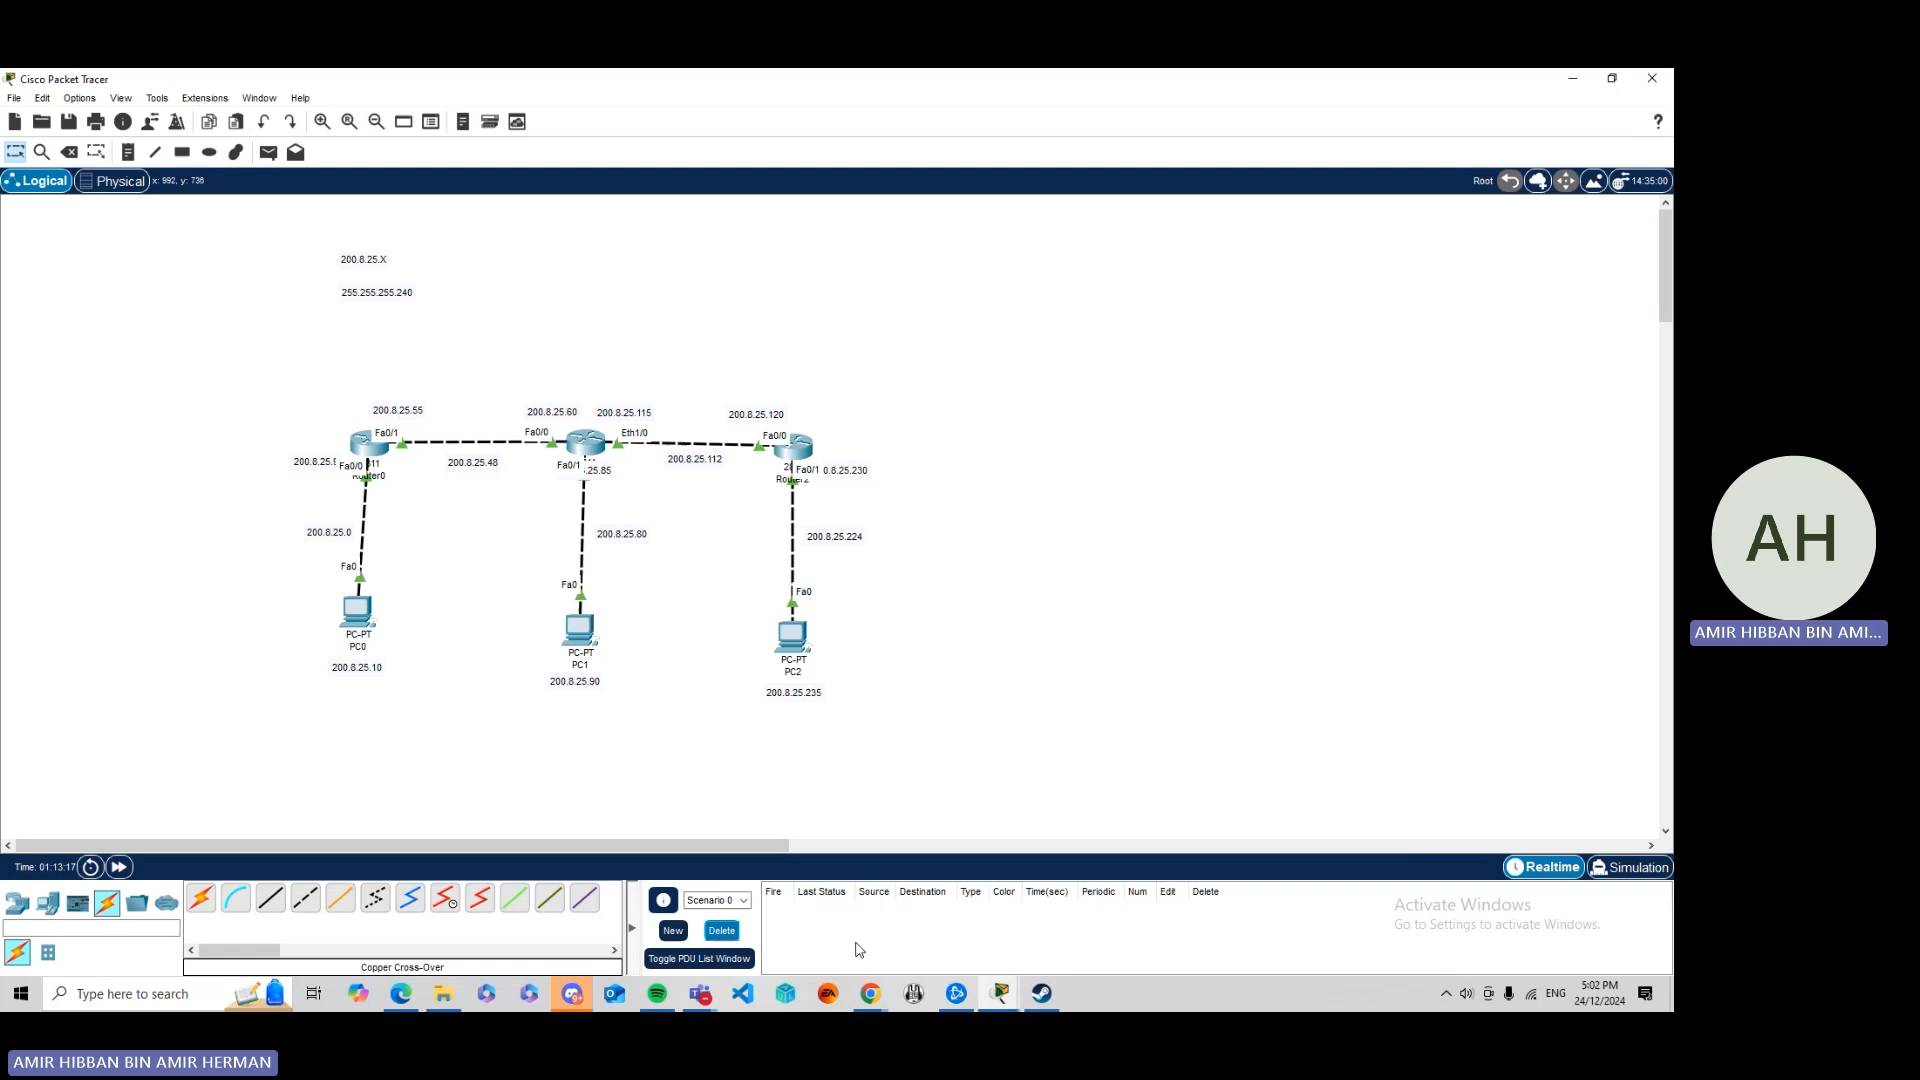 Cisco Packet Tracer
File Edit Options View Tools Extensions Window Help
?
Logical Physical x: 992, y: 736 Root 14:35:00
200.8.25.X
255.255.255.240
200.8.25.55 200.8.25.60 200.8.25.115 200.8.25.120
Fa0/1 Fa0/0 Eth1/0 Fa0/0
200.8.25. Fa0/0 11 200.8.25.48 Fa0/1 .25.85 200.8.25.112 Fa0/1 0.8.25.230
200.8.25.0 200.8.25.80 200.8.25.224
Fa0 Fa0 Fa0
PC-PT
PC0
200.8.25.10
PC-PT
PC1
200.8.25.90
PC-PT
PC2
200.8.25.235
AH
AMIR HIBBAN BIN AMI...
Time: 01:13:17 Realtime Simulation
Scenario 0
New Delete
Toggle PDU List Window
Fire Last Status Source Destination Type Color Time(sec) Periodic Num Edit Delete
Activate Windows
Go to Settings to activate Windows.
Copper Cross-Over
Type here to search
ENG
5:02 PM
24/12/2024
AMIR HIBBAN BIN AMIR HERMAN